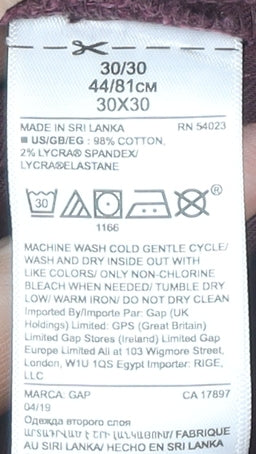 30/30
44/81CM
30X30
MADE IN SRI LANKA RN 54023
■ US/GB/EG : 98% COTTON,
2% LYCRA® SPANDEX/
LYCRA®ELASTANE
30
®
1166
MACHINE WASH COLD GENTLE CYCLE/
WASH AND DRY INSIDE OUT WITH
LIKE COLORS/ ONLY NON-CHLORINE
BLEACH WHEN NEEDED/ TUMBLE DRY
LOW/ WARM IRON/ DO NOT DRY CLEAN
Imported By/Importe Par: Gap (UK
Holdings) Limited: GPS (Great Britain)
Limited Gap Stores (Ireland) Limited Gap
Europe Limited All at 103 Wigmore Street,
London, W1U 1QS Egypt Importer: RIGE,
LLC
MARCA: GAP CA 17897
04/19
Одежда второго слоя
ԱՐՏԱԴՐՎԱԾ Է ՇՐԻ ԼԱՆԿԱՅՈՒՄ/ FABRIQUE
AU SIRI LANKA/ HECHO EN SRI LANKA